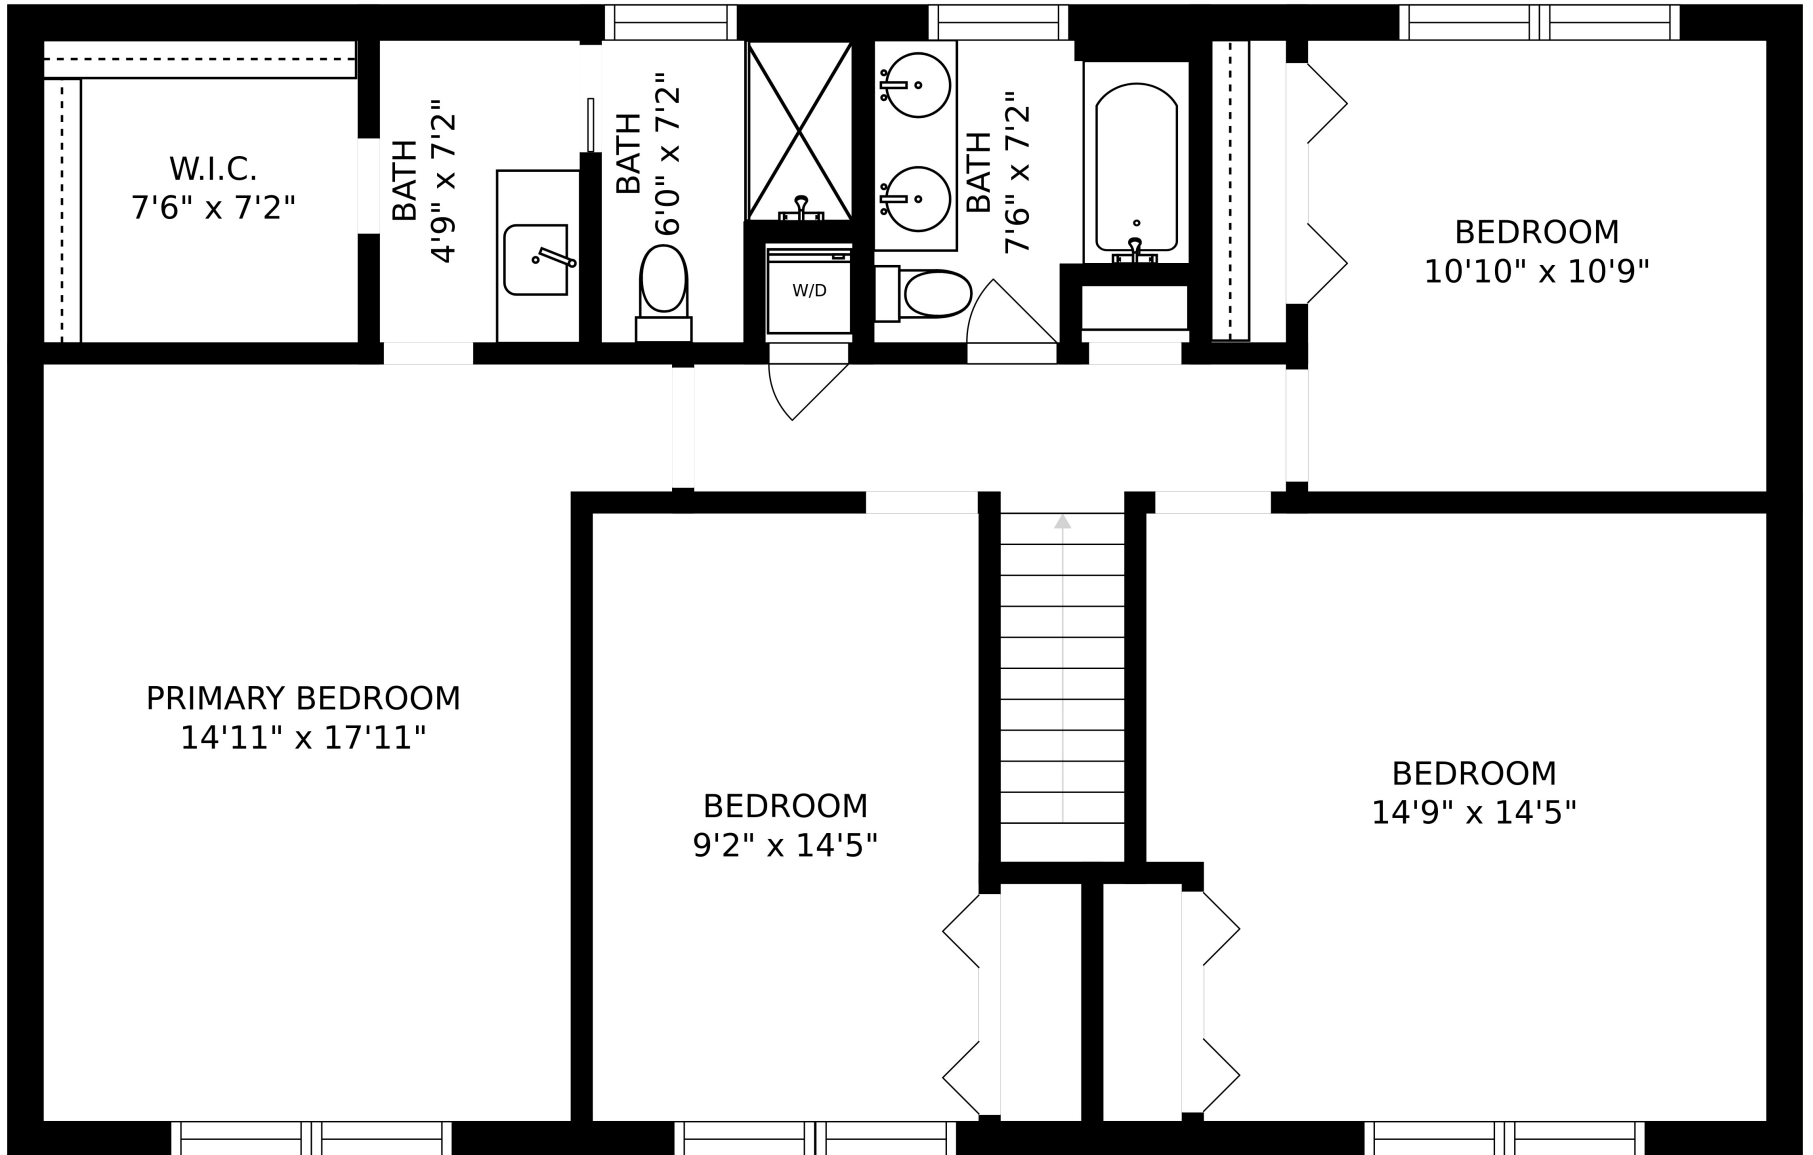 W.I.C.
7'6" x 7'2"
BATH
4'9" x 7'2"
BATH
6'0" x 7'2"
W/D
BATH
7'6" x 7'2"
BEDROOM
10'10" x 10'9"
PRIMARY BEDROOM
14'11" x 17'11"
BEDROOM
9'2" x 14'5"
BEDROOM
14'9" x 14'5"